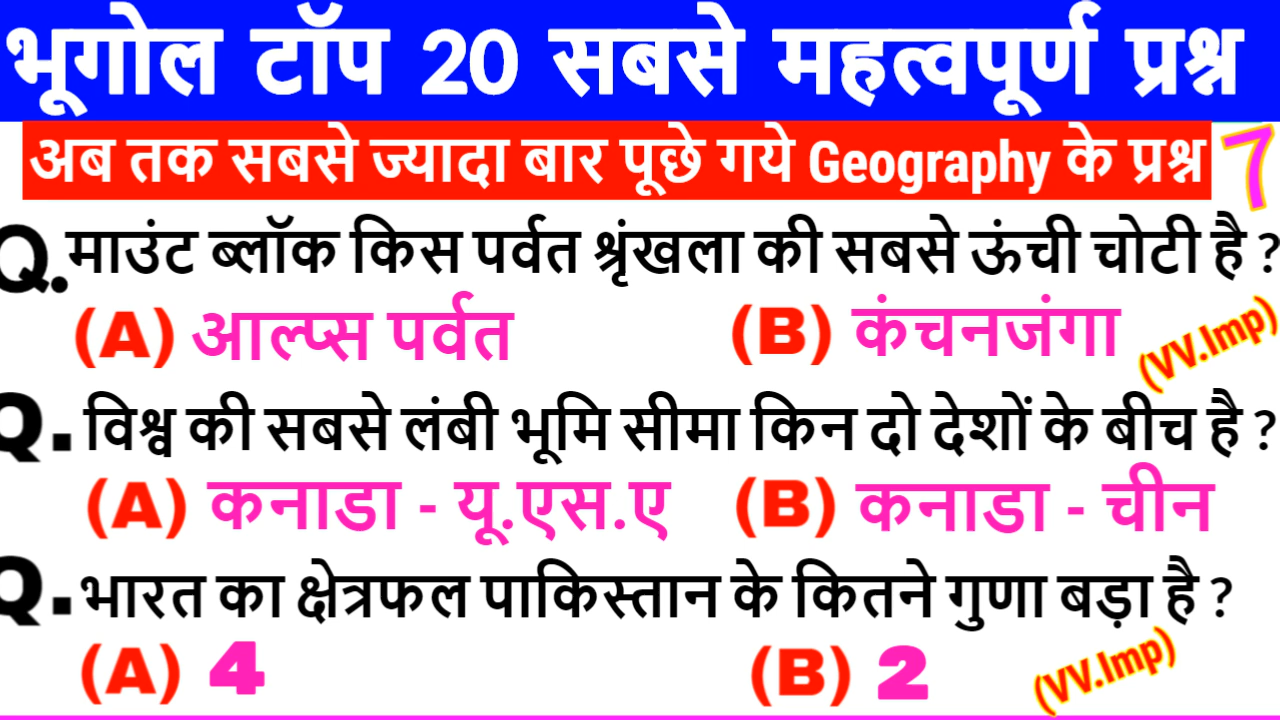 भूगोल टॉप 20 सबसे महत्वपूर्ण प्रश्न
अब तक सबसे ज्यादा बार पूछे गये Geography के प्रश्न 7
Q. माउंट ब्लॉक किस पर्वत श्रृंखला की सबसे ऊंची चोटी है ?
(A) आल्प्स पर्वत (B) कंचनजंगा (VV.Imp)
Q. विश्व की सबसे लंबी भूमि सीमा किन दो देशों के बीच है ?
(A) कनाडा - यू.एस.ए (B) कनाडा - चीन
Q. भारत का क्षेत्रफल पाकिस्तान के कितने गुणा बड़ा है ?
(A) 4 (B) 2 (VV.Imp)